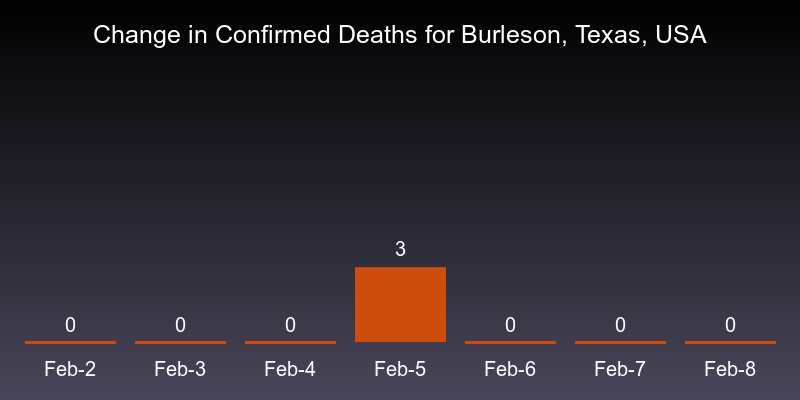 Change in Confirmed Deaths for Burleson, Texas, USA
3
0 0 0 0 0 0
Feb-2 Feb-3 Feb-4 Feb-5 Feb-6 Feb-7 Feb-8